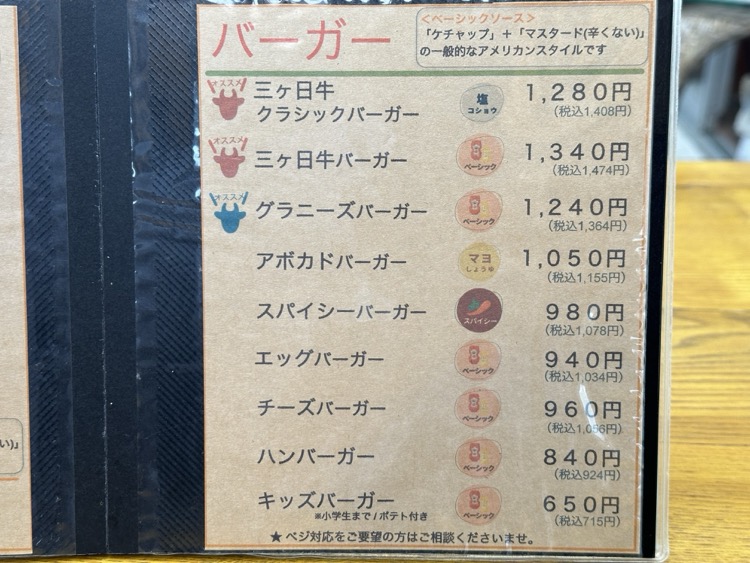 バーガー
<ベーシックソース>
「ケチャップ」+「マスタード(辛くない)」
の一般的なアメリカンスタイルです
オススメ
三ヶ日牛
クラシックバーガー
塩
コショウ
1,280円
(税込1,408円)
オススメ
三ヶ日牛バーガー
ベーシック
1,340円
(税込1,474円)
オススメ
グラニーズバーガー
ベーシック
1,240円
(税込1,364円)
アボカドバーガー
マヨ
しょうゆ
1,050円
(税込1,155円)
スパイシーバーガー
スパイシー
980円
(税込1,078円)
エッグバーガー
ベーシック
940円
(税込1,034円)
チーズバーガー
ベーシック
960円
(税込1,056円)
ハンバーガー
ベーシック
840円
(税込924円)
キッズバーガー
※小学生まで/ポテト付き
ベーシック
650円
(税込715円)
★ベジ対応をご要望の方はご相談くださいませ。
い)」